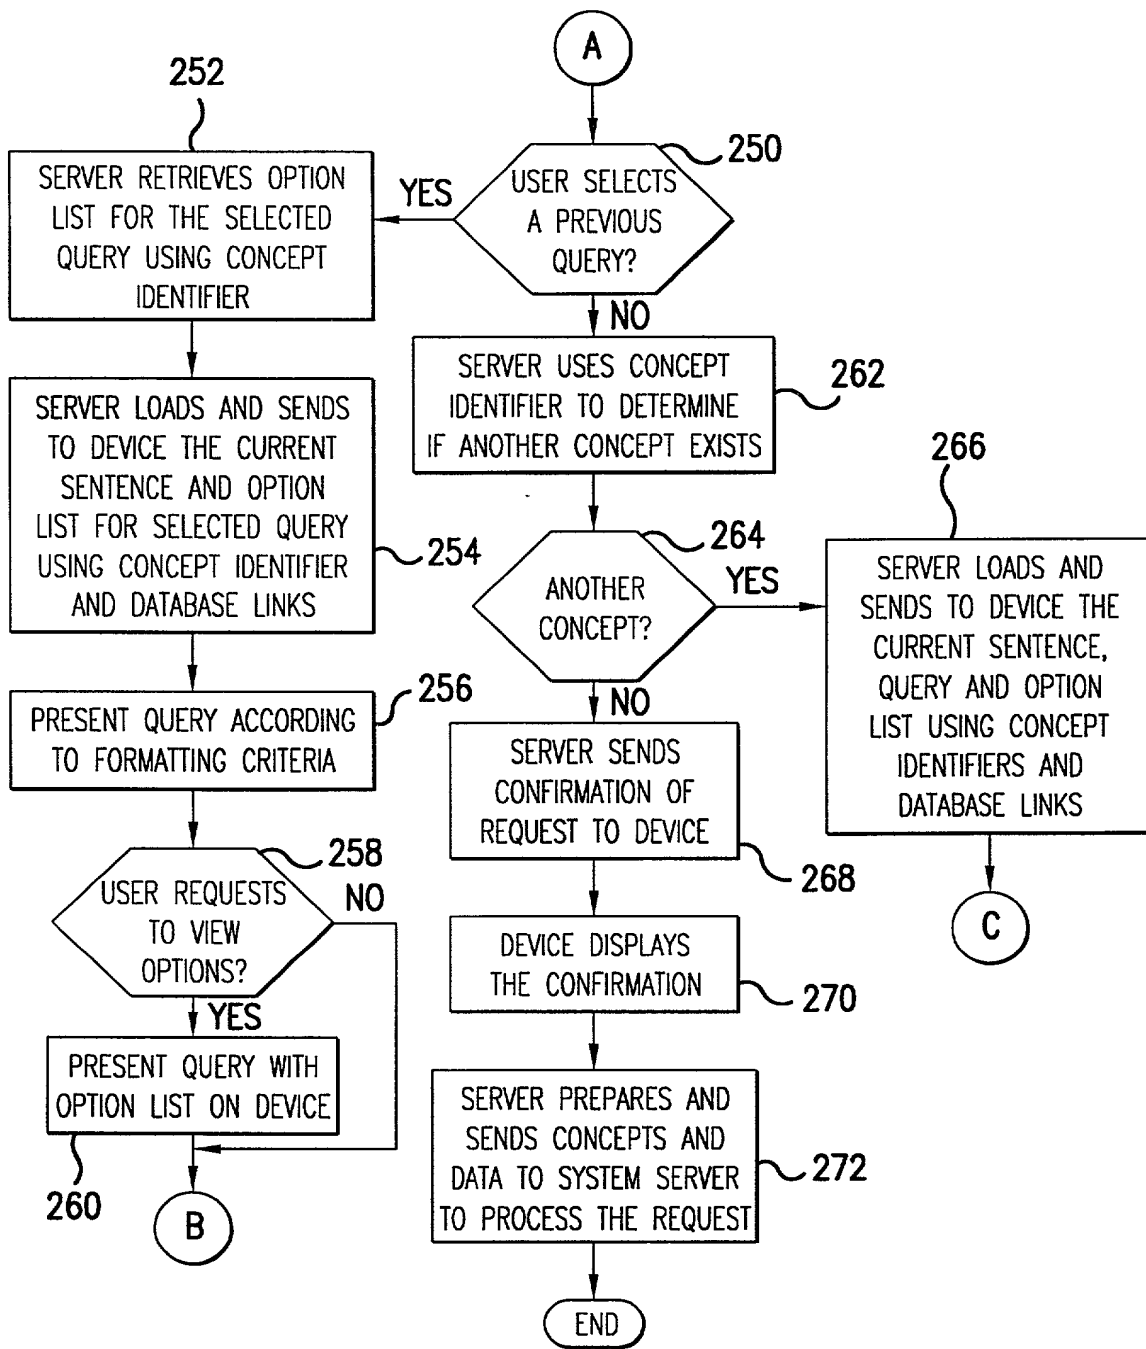 A
250
USER SELECTS
A PREVIOUS
QUERY?
YES
NO
252
SERVER RETRIEVES OPTION
LIST FOR THE SELECTED
QUERY USING CONCEPT
IDENTIFIER
SERVER LOADS AND SENDS
TO DEVICE THE CURRENT
SENTENCE AND OPTION
LIST FOR SELECTED QUERY
USING CONCEPT IDENTIFIER
AND DATABASE LINKS
254
PRESENT QUERY ACCORDING
TO FORMATTING CRITERIA
256
258
USER REQUESTS
TO VIEW
OPTIONS?
NO
YES
PRESENT QUERY WITH
OPTION LIST ON DEVICE
260
B
SERVER USES CONCEPT
IDENTIFIER TO DETERMINE
IF ANOTHER CONCEPT EXISTS
262
264
ANOTHER
CONCEPT?
YES
NO
266
SERVER LOADS AND
SENDS TO DEVICE THE
CURRENT SENTENCE,
QUERY AND OPTION
LIST USING CONCEPT
IDENTIFIERS AND
DATABASE LINKS
C
SERVER SENDS
CONFIRMATION OF
REQUEST TO DEVICE
268
DEVICE DISPLAYS
THE CONFIRMATION
270
SERVER PREPARES AND
SENDS CONCEPTS AND
DATA TO SYSTEM SERVER
TO PROCESS THE REQUEST
272
END